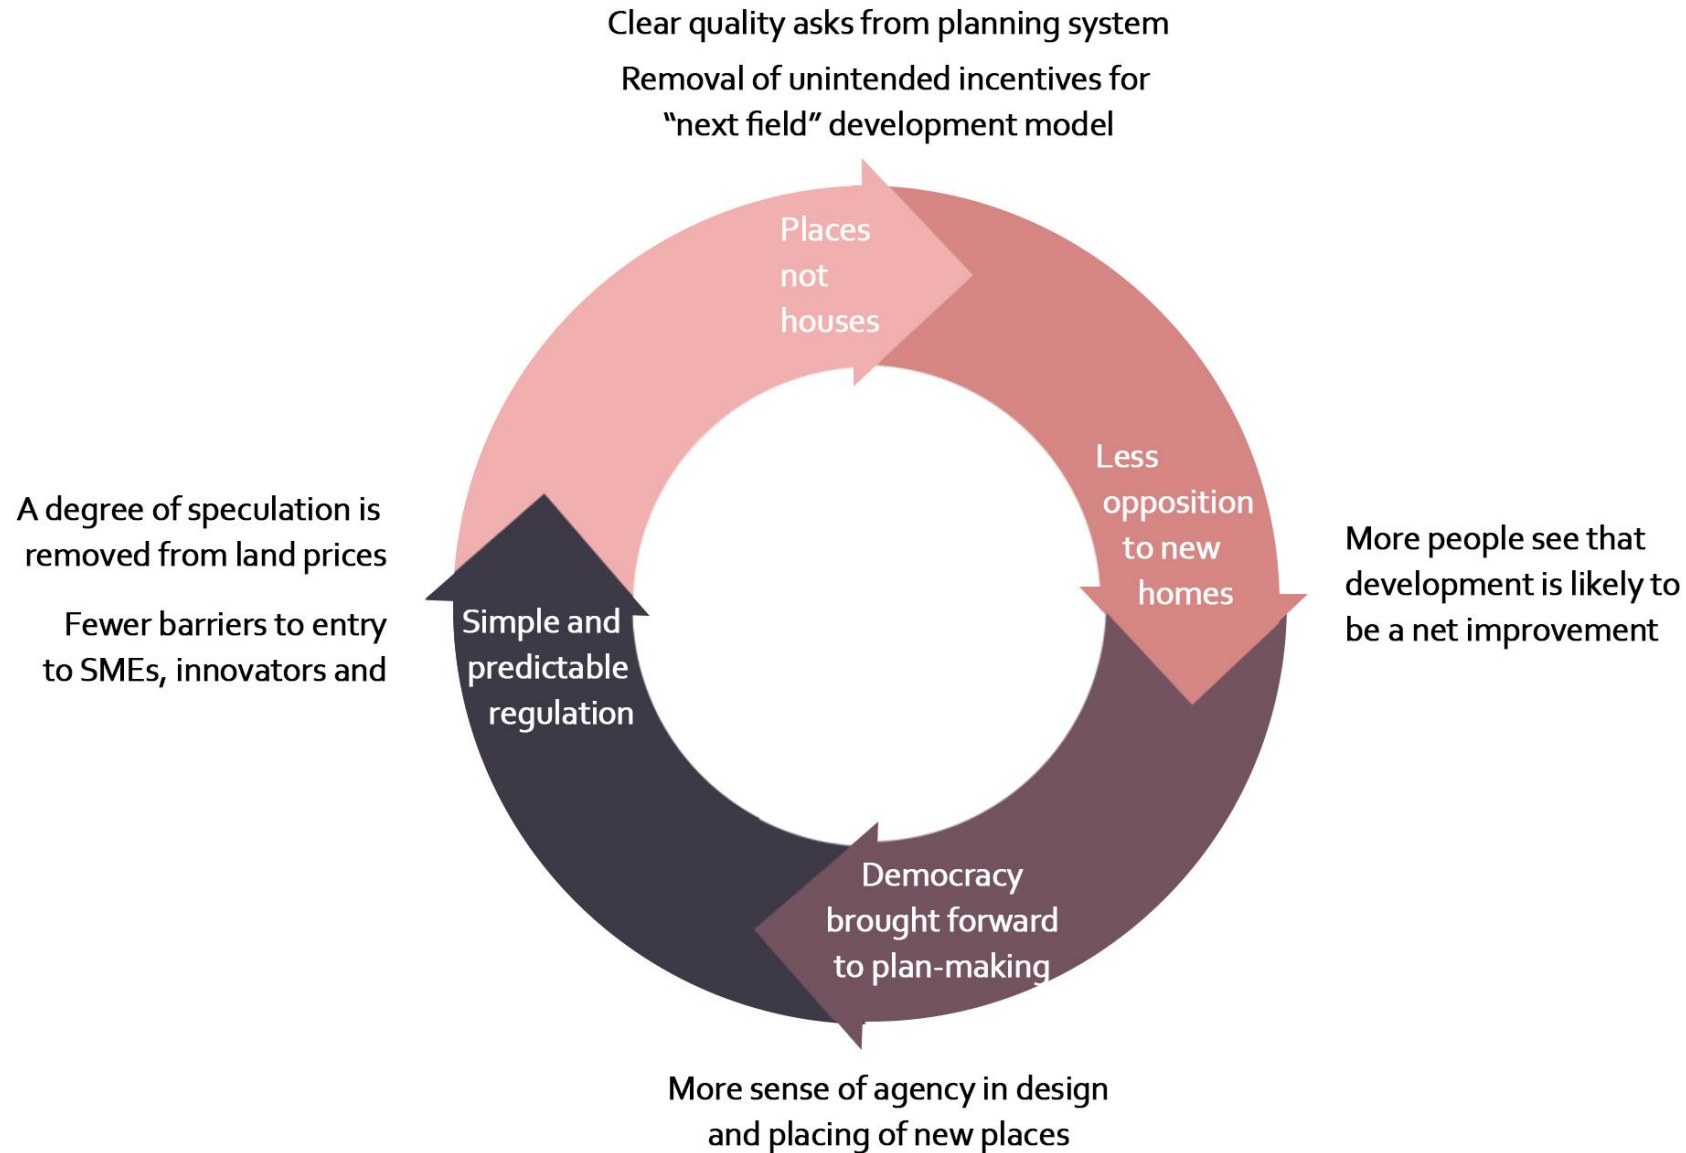 Clear quality asks from planning system
Removal of unintended incentives for
“next field” development model
Places
not
houses
Less
opposition
to new
homes
More people see that
development is likely to
be a net improvement
Democracy
brought forward
to plan-making
More sense of agency in design
and placing of new places
Simple and
predictable
regulation
A degree of speculation is
removed from land prices
Fewer barriers to entry
to SMEs, innovators and